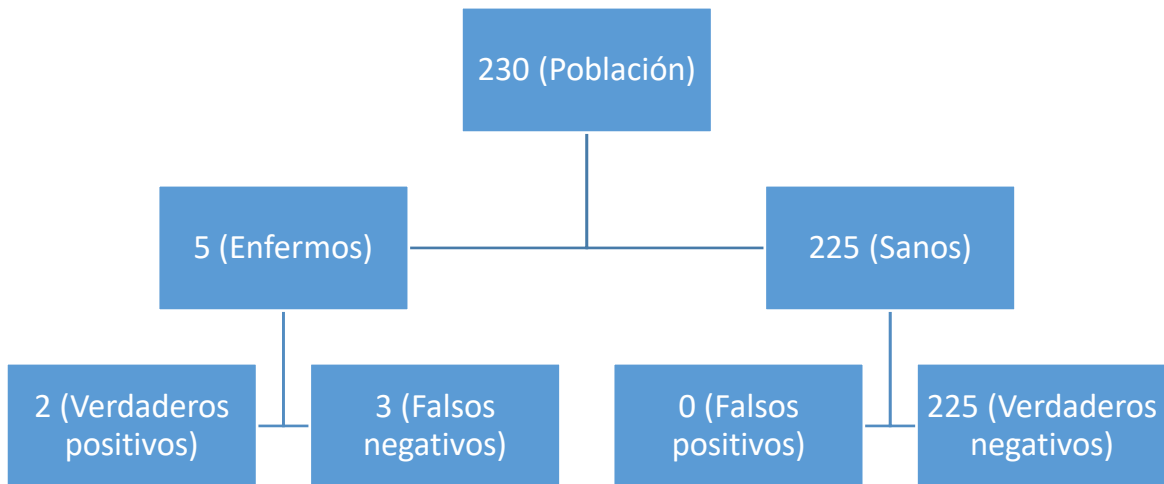 230 (Población)
5 (Enfermos)
225 (Sanos)
2 (Verdaderos
positivos)
3 (Falsos
negativos)
0 (Falsos
positivos)
225 (Verdaderos
negativos)